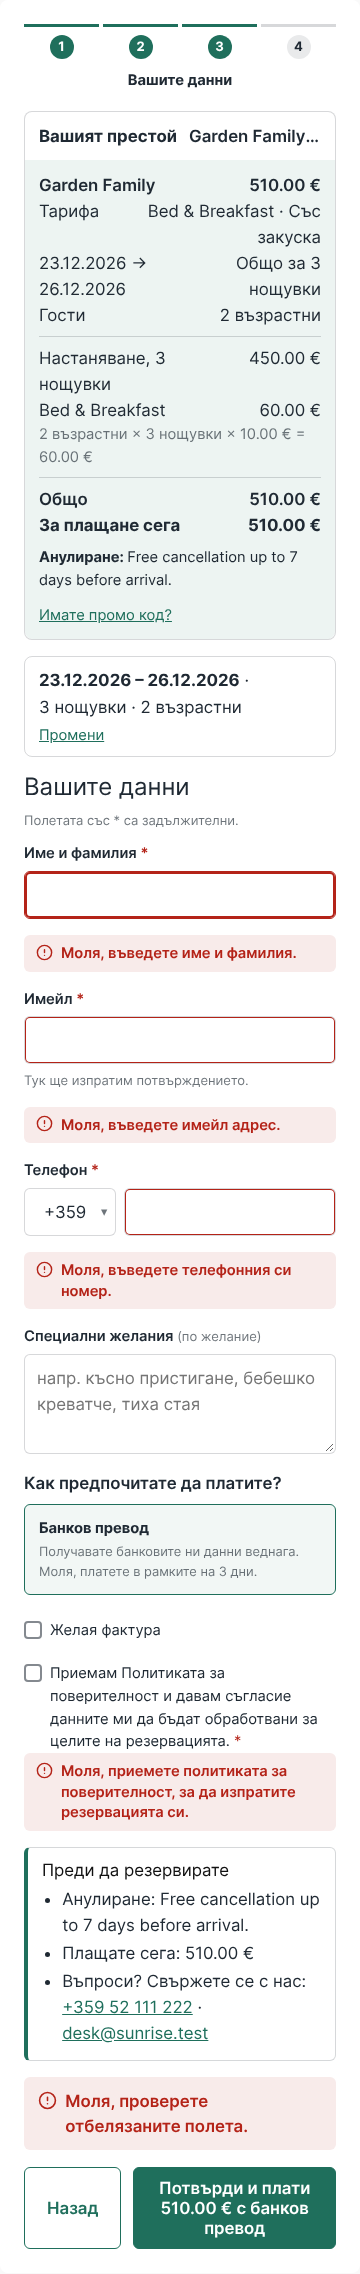 1 2 3 4
Вашите данни
Вашият престой Garden Family...
Garden Family 510.00 €
Тарифа Bed & Breakfast · Със
закуска
23.12.2026 → Общо за 3
26.12.2026 нощувки
Гости 2 възрастни
Настаняване, 3 450.00 €
нощувки
Bed & Breakfast 60.00 €
2 възрастни × 3 нощувки × 10.00 € =
60.00 €
Общо 510.00 €
За плащане сега 510.00 €
Анулиране: Free cancellation up to 7
days before arrival.
Имате промо код?
23.12.2026 – 26.12.2026 ·
3 нощувки · 2 възрастни
Промени
Вашите данни
Полетата със * са задължителни.
Име и фамилия *
Моля, въведете име и фамилия.
Имейл *
Тук ще изпратим потвърждението.
Моля, въведете имейл адрес.
Телефон *
+359
Моля, въведете телефонния си
номер.
Специални желания (по желание)
напр. късно пристигане, бебешко
креватче, тиха стая
Как предпочитате да платите?
Банков превод
Получавате банковите ни данни веднага.
Моля, платете в рамките на 3 дни.
Желая фактура
Приемам Политиката за
поверителност и давам съгласие
данните ми да бъдат обработвани за
целите на резервацията. *
Моля, приемете политиката за
поверителност, за да изпратите
резервацията си.
Преди да резервирате
• Анулиране: Free cancellation up
to 7 days before arrival.
• Плащате сега: 510.00 €
• Въпроси? Свържете се с нас:
+359 52 111 222 ·
desk@sunrise.test
Моля, проверете
отбелязаните полета.
Назад
Потвърди и плати
510.00 € с банков
превод